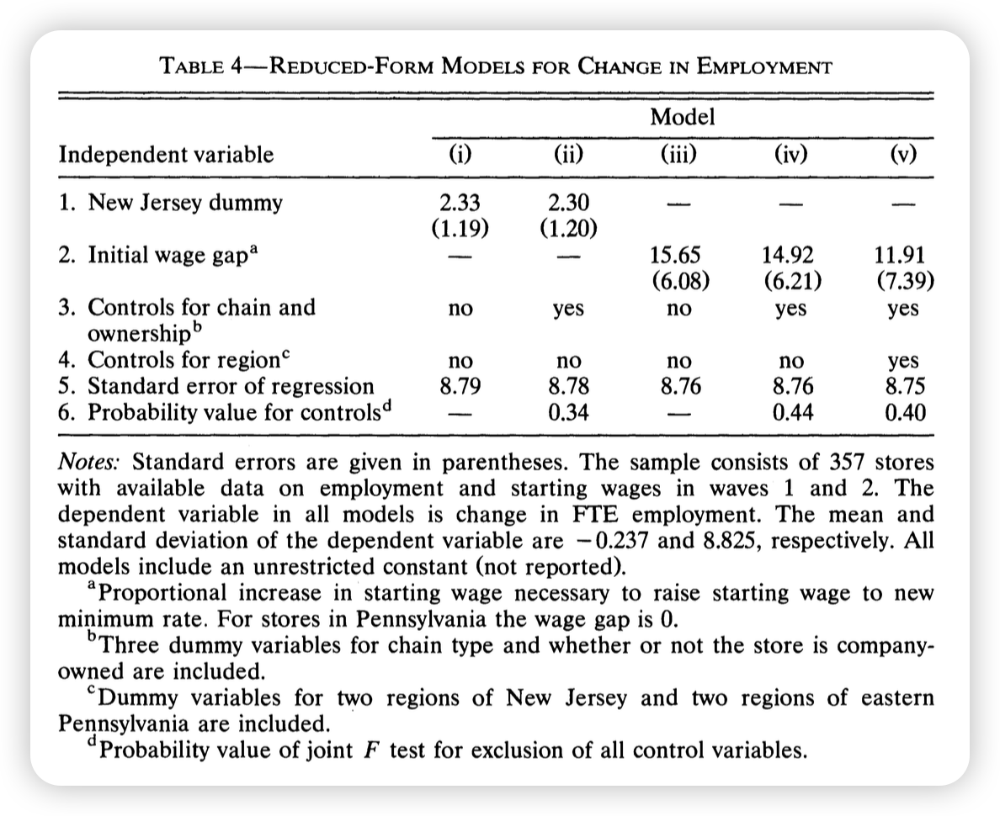 TABLE 4—REDUCED-FORM MODELS FOR CHANGE IN EMPLOYMENT
Model
Independent variable (i) (ii) (iii) (iv) (v)
1. New Jersey dummy 2.33 2.30 — — —
(1.19) (1.20)
2. Initial wage gapᵃ — — 15.65 14.92 11.91
(6.08) (6.21) (7.39)
3. Controls for chain and no yes no yes yes
ownershipᵇ
4. Controls for regionᶜ no no no no yes
5. Standard error of regression 8.79 8.78 8.76 8.76 8.75
6. Probability value for controlsᵈ — 0.34 — 0.44 0.40
Notes: Standard errors are given in parentheses. The sample consists of 357 stores
with available data on employment and starting wages in waves 1 and 2. The
dependent variable in all models is change in FTE employment. The mean and
standard deviation of the dependent variable are −0.237 and 8.825, respectively. All
models include an unrestricted constant (not reported).
ᵃProportional increase in starting wage necessary to raise starting wage to new
minimum rate. For stores in Pennsylvania the wage gap is 0.
ᵇThree dummy variables for chain type and whether or not the store is company-
owned are included.
ᶜDummy variables for two regions of New Jersey and two regions of eastern
Pennsylvania are included.
ᵈProbability value of joint F test for exclusion of all control variables.